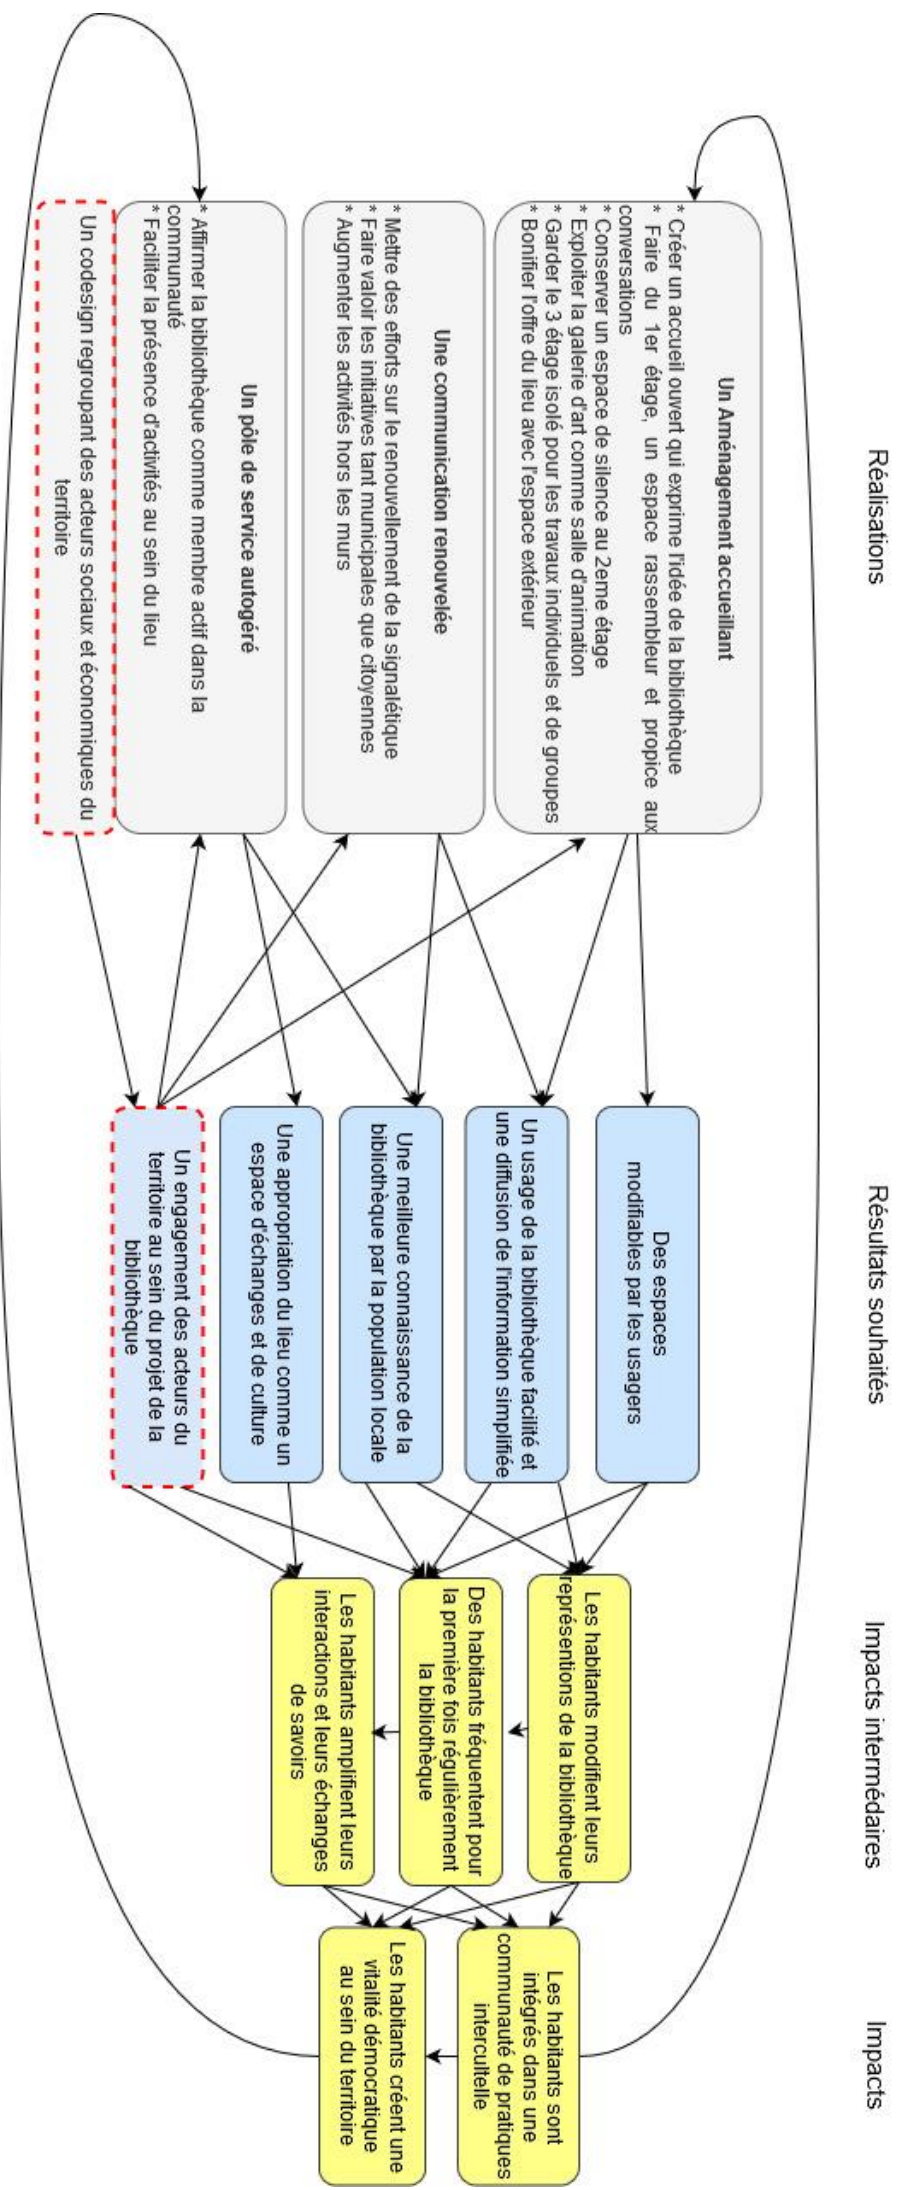 Réalisations
Résultats souhaités
Impacts intermédaires
Impacts
Un Aménagement accueillant
* Créer un accueil ouvert qui exprime l'idée de la bibliothèque
* Faire du 1er étage, un espace rassembleur et propice aux
conversations
* Conserver un espace de silence au 2eme étage
* Exploiter la galerie d'art comme salle d'animation
* Garder le 3 étage isolé pour les travaux individuels et de groupes
* Bonifier l'offre du lieu avec l'espace extérieur
Une communication renouvelée
* Mettre des efforts sur le renouvellement de la signalétique
* Faire valoir les initiatives tant municipales que citoyennes
* Augmenter les activités hors les murs
Un pôle de service autogéré
* Affirmer la bibliothèque comme membre actif dans la
communauté
* Faciliter la présence d'activités au sein du lieu
Un codesign regroupant des acteurs sociaux et économiques du
territoire
Des espaces
modifiables par les usagers
Un usage de la bibliothèque facilité et
une diffusion de l'information simplifiée
Une meilleure connaissance de la
bibliothèque par la population locale
Une appropriation du lieu comme un
espace d'échanges et de culture
Un engagement des acteurs du
territoire au sein du projet de la
bibliothèque
Les habitants modifient leurs
représentions de la bibliothèque
Des habitants fréquentent pour
la première fois régulièrement
la bibliothèque
Les habitants amplifient leurs
interactions et leurs échanges
de savoirs
Les habitants sont
intégrés dans une
communauté de pratiques
intercultelle
Les habitants créent une
vitalité démocratique
au sein du territoire